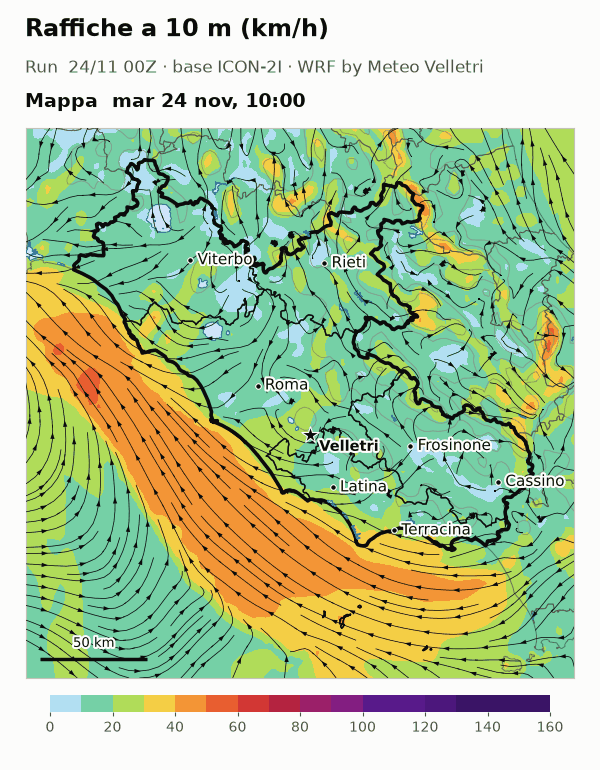 Raffiche a 10 m (km/h)
Run  24/11 00Z · base ICON-2I · WRF by Meteo Velletri
Mappa  mar 24 nov, 10:00
Viterbo
Rieti
Roma
Velletri
Frosinone
Latina
Cassino
Terracina
50 km
0 20 40 60 80 100 120 140 160